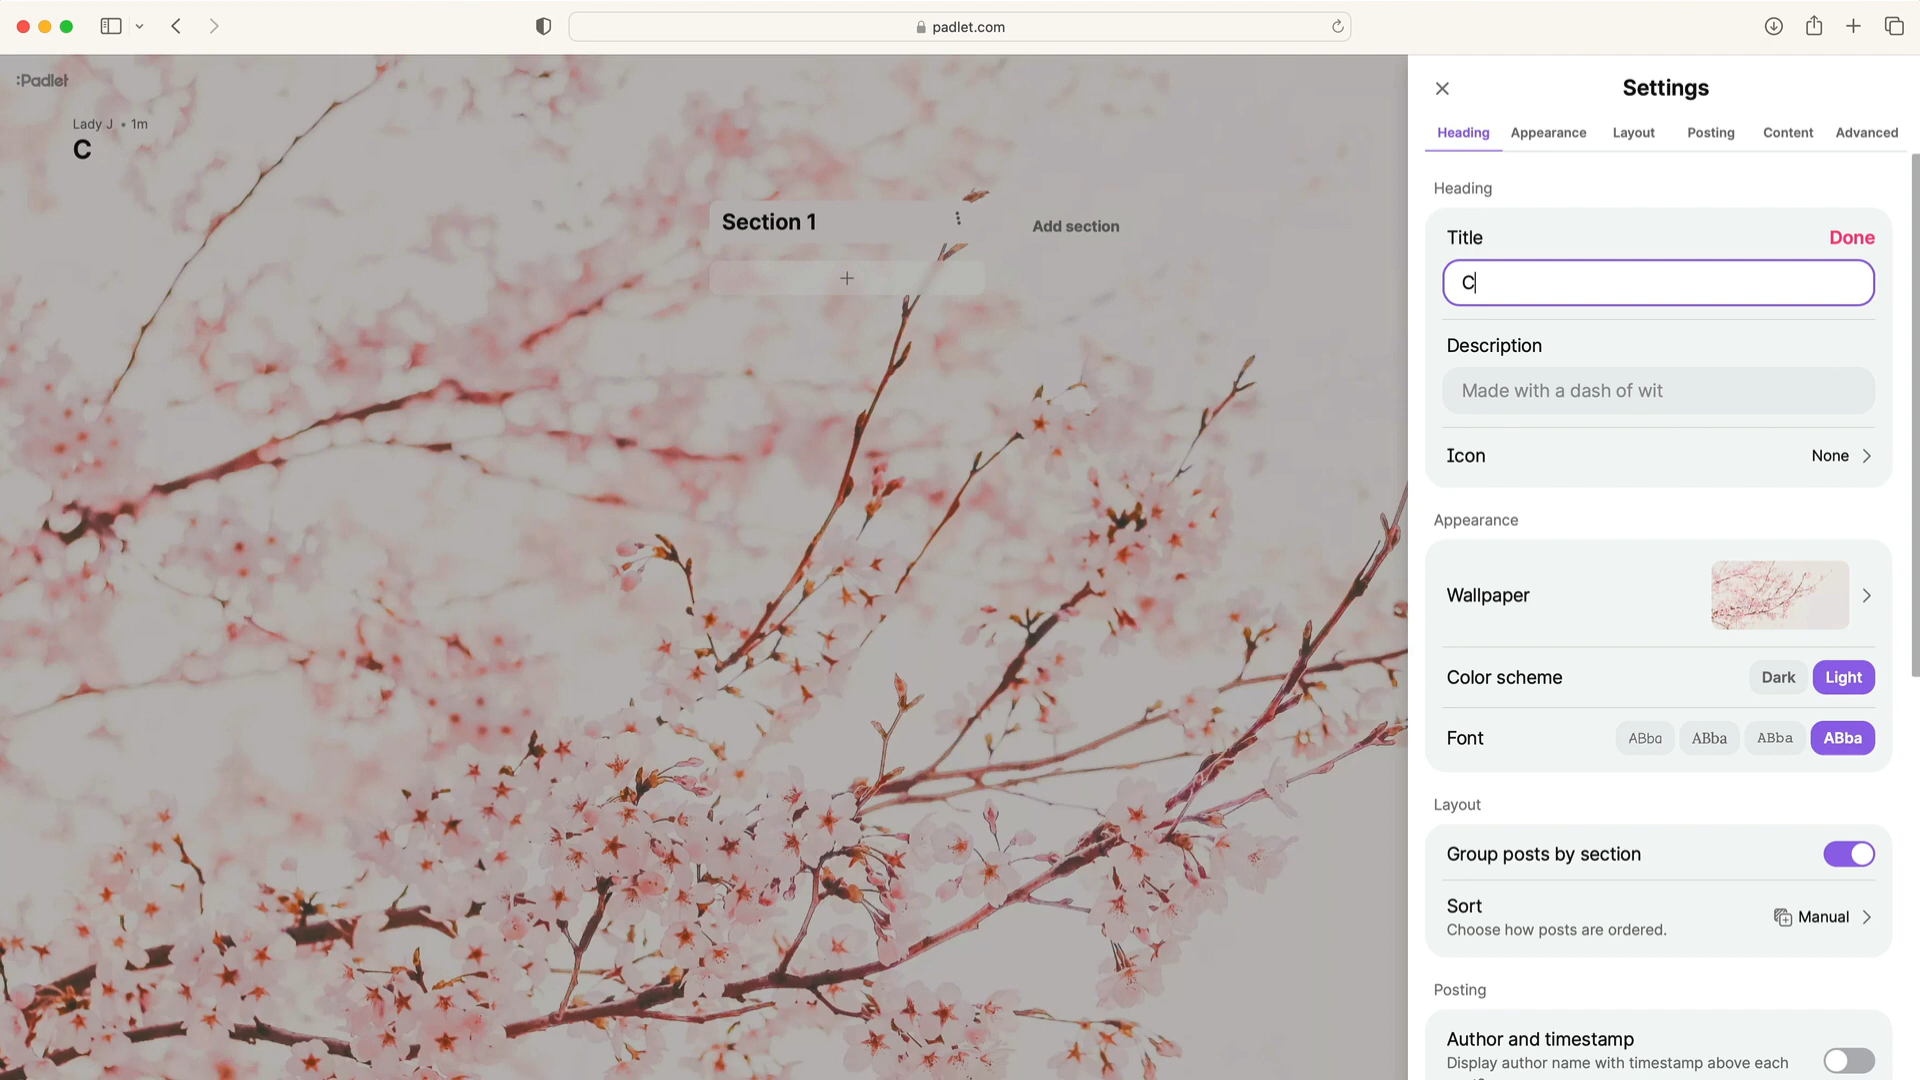 padlet.com
:Padlet
Lady J • 1m
C
Section 1
Add section
Settings
Heading Appearance Layout Posting Content Advanced
Heading
Title Done
C
Description
Made with a dash of wit
Icon None
Appearance
Wallpaper
Color scheme Dark Light
Font ABba ABba ABba ABba
Layout
Group posts by section
Sort
Choose how posts are ordered.
Manual
Posting
Author and timestamp
Display author name with timestamp above each